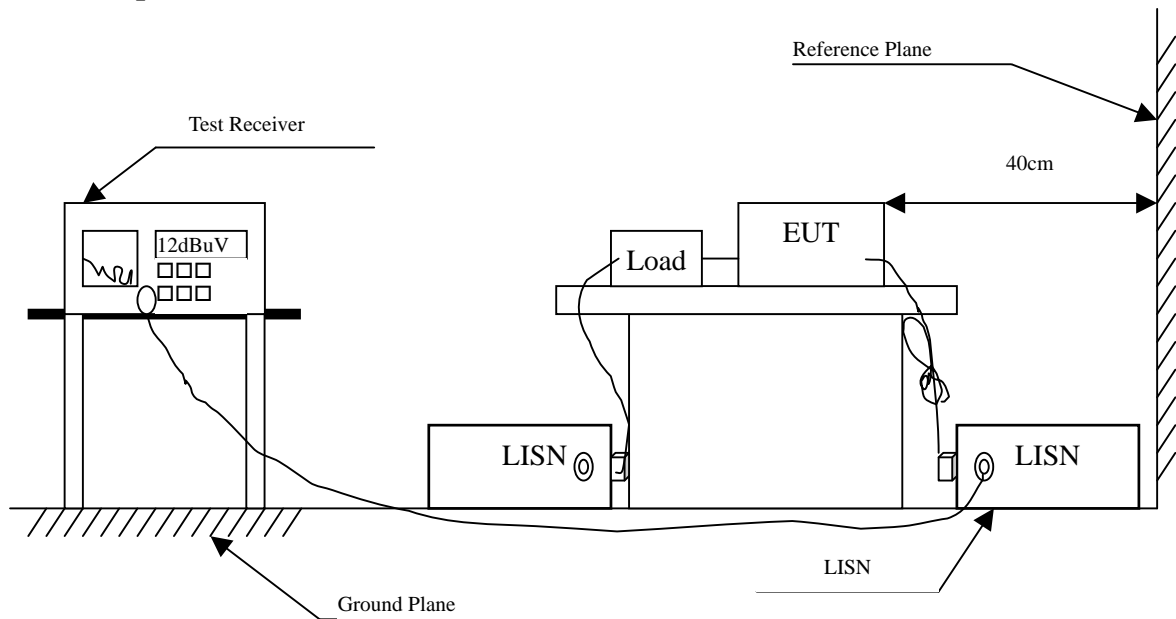 Reference Plane
Test Receiver
40cm
12dBuV
EUT
Load
LISN
LISN
LISN
Ground Plane